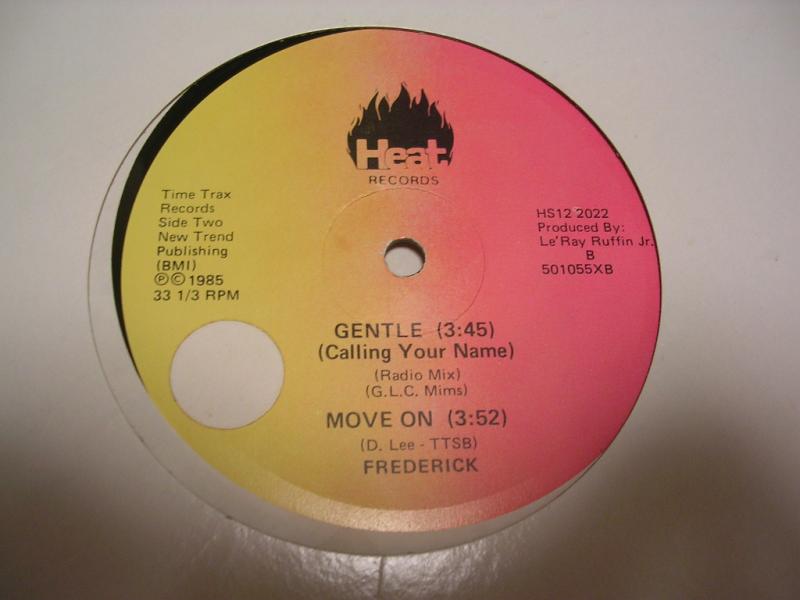 Heat
RECORDS
Time Trax
Records
Side Two
New Trend
Publishing
(BMI)
Ⓟ © 1985
33 1/3 RPM
HS12 2022
Produced By:
Le'Ray Ruffin Jr.
B
501055XB
GENTLE (3:45)
(Calling Your Name)
(Radio Mix)
(G.L.C. Mims)
MOVE ON (3:52)
(D. Lee - TTSB)
FREDERICK